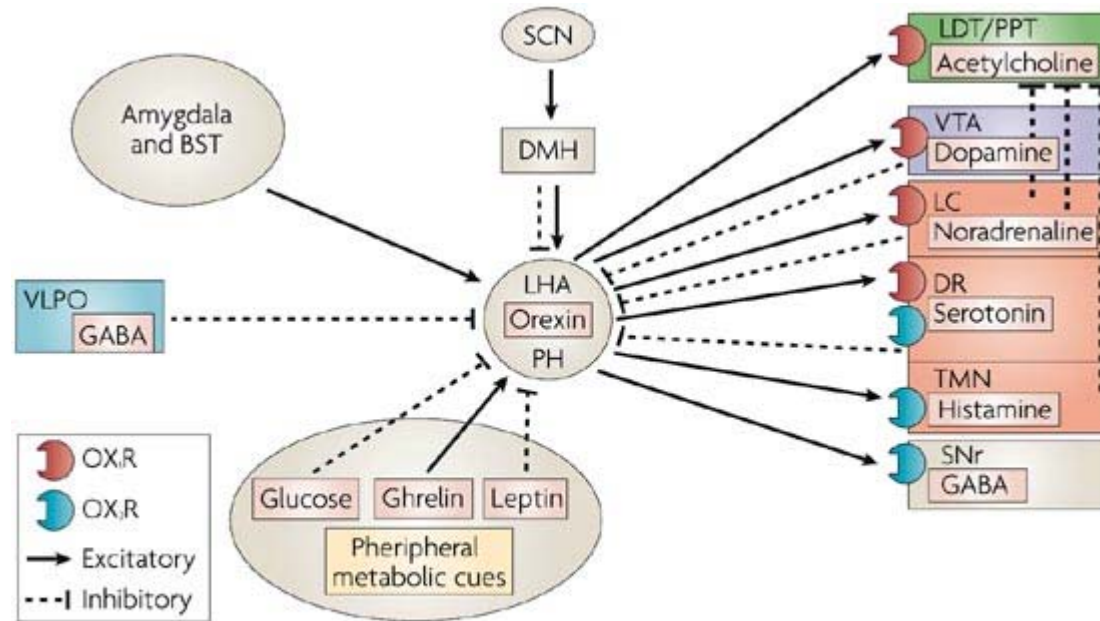 SCN
LDT/PPT
Acetylcholine
Amygdala
and BST
DMH
VTA
Dopamine
LC
Noradrenaline
VLPO
GABA
LHA
Orexin
PH
DR
Serotonin
TMN
Histamine
SNr
GABA
Glucose
Ghrelin
Leptin
Pheripheral
metabolic cues
OX₁R
OX₂R
Excitatory
Inhibitory